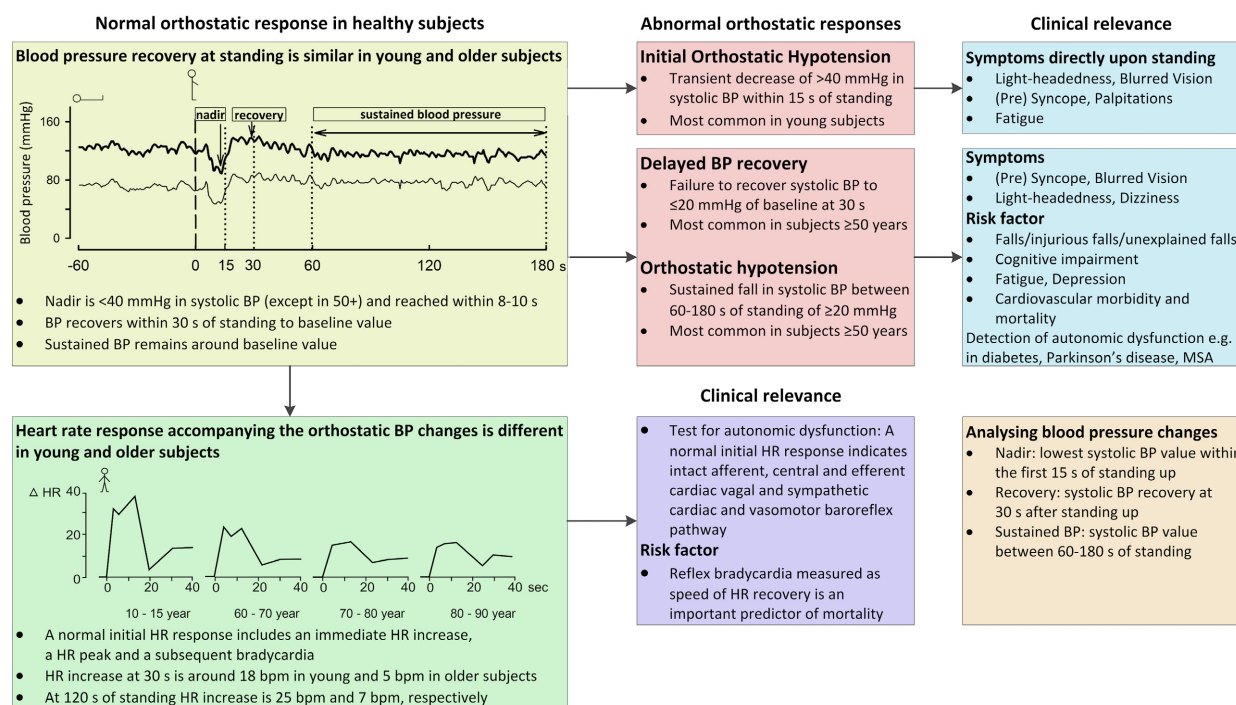 Normal orthostatic response in healthy subjects
Blood pressure recovery at standing is similar in young and older subjects
nadir
recovery
sustained blood pressure
Blood pressure (mmHg)
160
80
0
-60 0 15 30 60 120 180 s
● Nadir is <40 mmHg in systolic BP (except in 50+) and reached within 8-10 s
● BP recovers within 30 s of standing to baseline value
● Sustained BP remains around baseline value
Abnormal orthostatic responses
Initial Orthostatic Hypotension
● Transient decrease of >40 mmHg in
systolic BP within 15 s of standing
● Most common in young subjects
Delayed BP recovery
● Failure to recover systolic BP to
≤20 mmHg of baseline at 30 s
● Most common in subjects ≥50 years
Orthostatic hypotension
● Sustained fall in systolic BP between
60-180 s of standing of ≥20 mmHg
● Most common in subjects ≥50 years
Clinical relevance
Symptoms directly upon standing
● Light-headedness, Blurred Vision
● (Pre) Syncope, Palpitations
● Fatigue
Symptoms
● (Pre) Syncope, Blurred Vision
● Light-headedness, Dizziness
Risk factor
● Falls/injurious falls/unexplained falls
● Cognitive impairment
● Fatigue, Depression
● Cardiovascular morbidity and
mortality
Detection of autonomic dysfunction e.g.
in diabetes, Parkinson's disease, MSA
Heart rate response accompanying the orthostatic BP changes is different
in young and older subjects
△ HR 40
20
0
0 20 40 0 20 40 0 20 40 0 20 40 sec
10 - 15 year 60 - 70 year 70 - 80 year 80 - 90 year
● A normal initial HR response includes an immediate HR increase,
a HR peak and a subsequent bradycardia
● HR increase at 30 s is around 18 bpm in young and 5 bpm in older subjects
● At 120 s of standing HR increase is 25 bpm and 7 bpm, respectively
Clinical relevance
● Test for autonomic dysfunction: A
normal initial HR response indicates
intact afferent, central and efferent
cardiac vagal and sympathetic
cardiac and vasomotor baroreflex
pathway
Risk factor
● Reflex bradycardia measured as
speed of HR recovery is an
important predictor of mortality
Analysing blood pressure changes
● Nadir: lowest systolic BP value within
the first 15 s of standing up
● Recovery: systolic BP recovery at
30 s after standing up
● Sustained BP: systolic BP value
between 60-180 s of standing